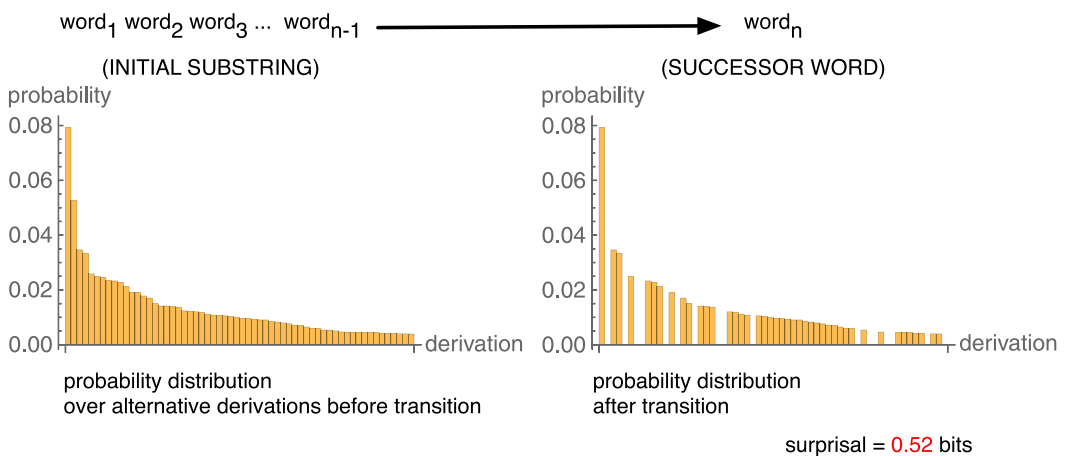 word1 word2 word3 ... wordn-1 wordn
(INITIAL SUBSTRING) (SUCCESSOR WORD)
probability probability
0.08 0.08
0.06 0.06
0.04 0.04
0.02 0.02
0.00 derivation 0.00 derivation
probability distribution probability distribution
over alternative derivations before transition after transition
surprisal = 0.52 bits